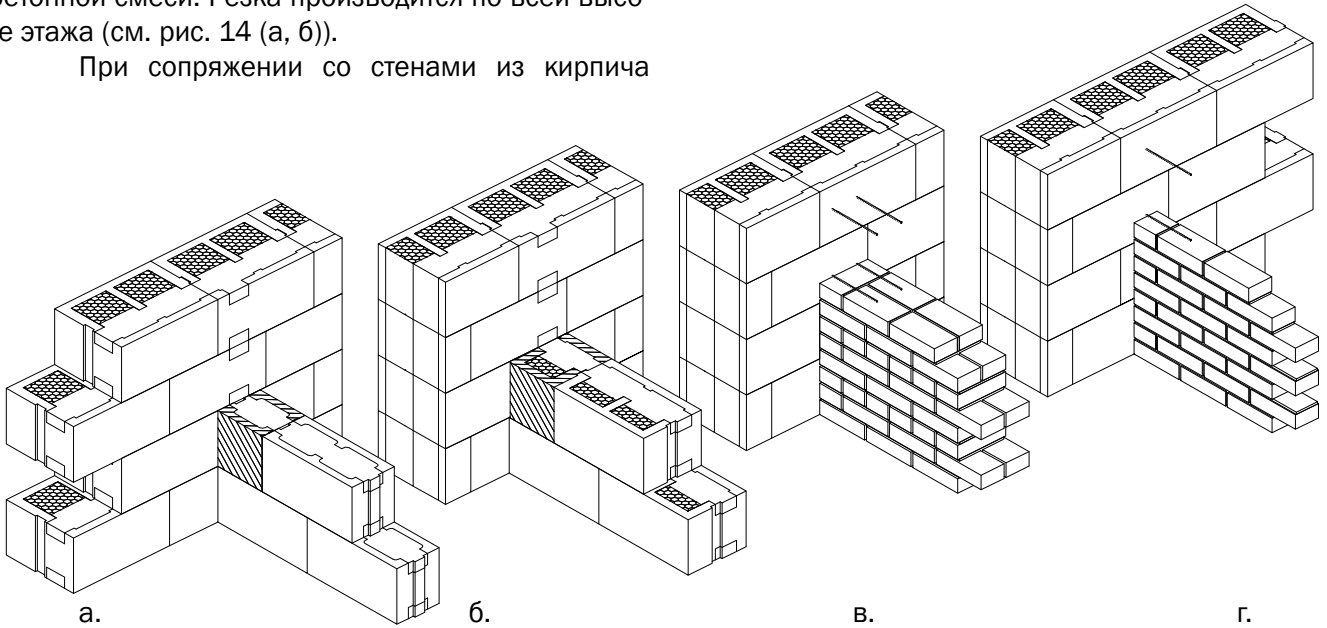 бетонной смеси. Резка производится по всей высо-
е этажа (см. рис. 14 (а, б)).
При сопряжении со стенами из кирпича
а. б. в. г.